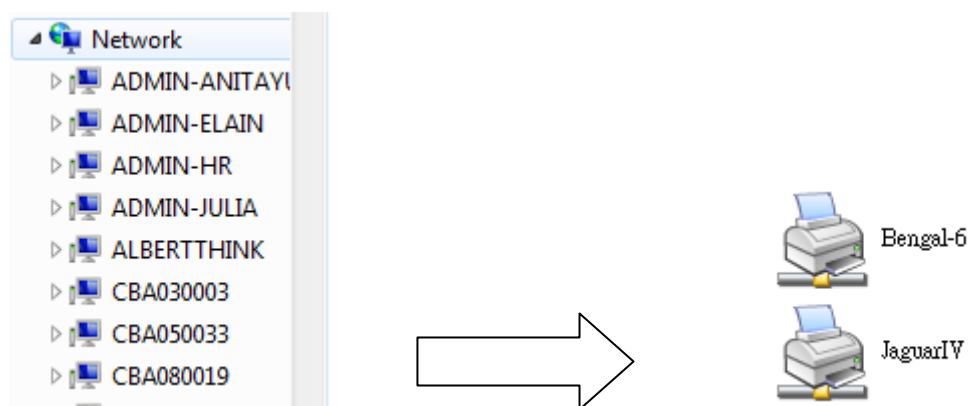 Network
ADMIN-ANITAYU
ADMIN-ELAIN
ADMIN-HR
ADMIN-JULIA
ALBERTTHINK
CBA030003
CBA050033
CBA080019
Bengal-6
JaguarIV